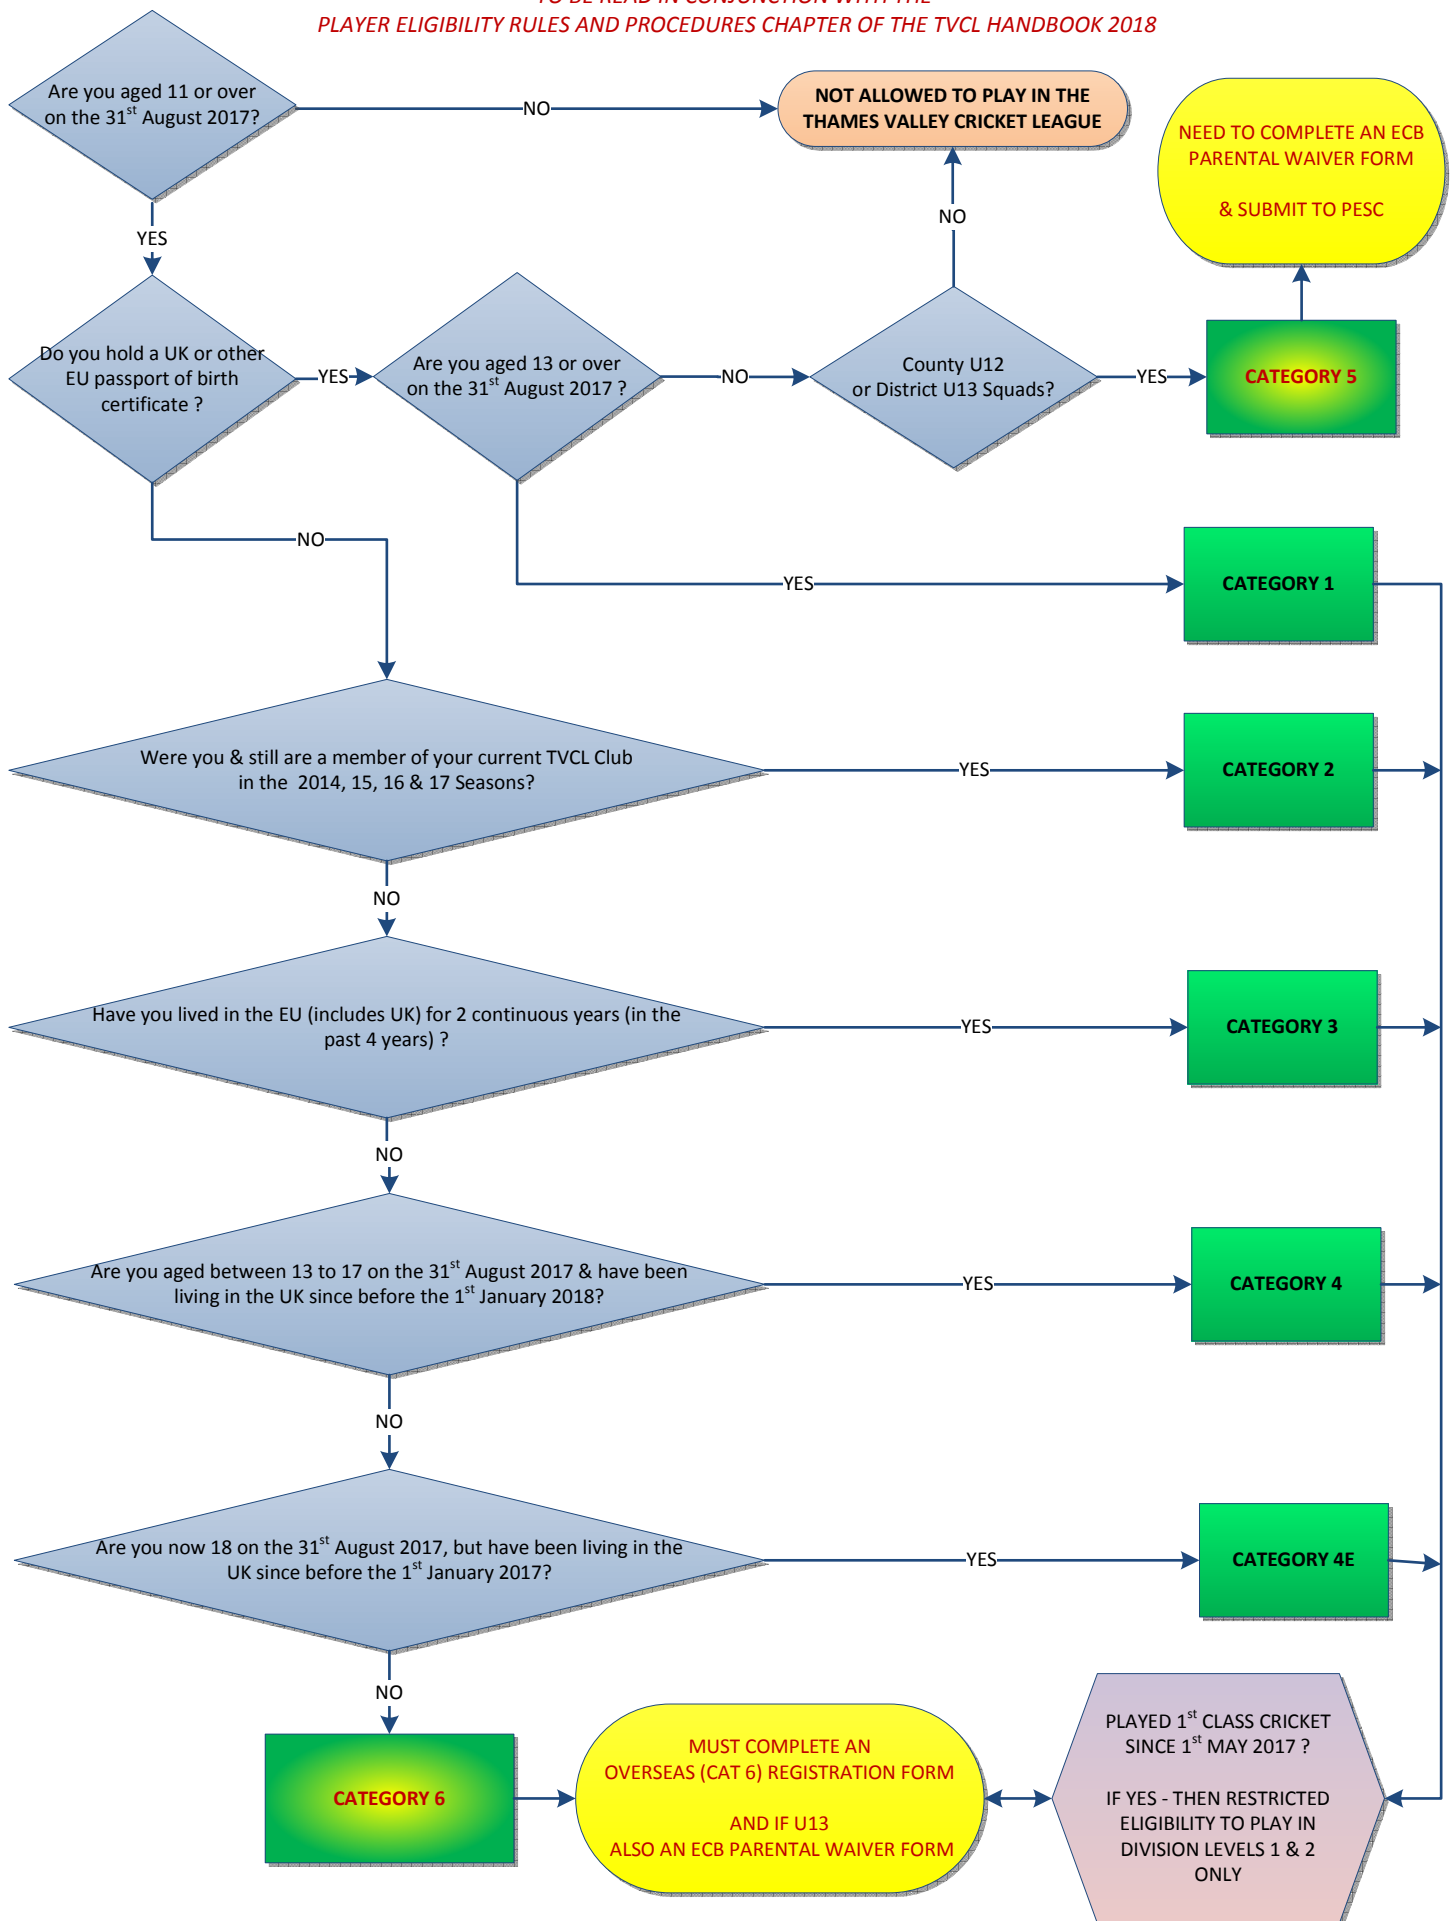 TO BE READ IN CONJUNCTION WITH THE
PLAYER ELIGIBILITY RULES AND PROCEDURES CHAPTER OF THE TVCL HANDBOOK 2018
Are you aged 11 or over
on the 31st August 2017?
NO
NOT ALLOWED TO PLAY IN THE
THAMES VALLEY CRICKET LEAGUE
NEED TO COMPLETE AN ECB
PARENTAL WAIVER FORM
& SUBMIT TO PESC
YES
NO
Do you hold a UK or other
EU passport of birth
certificate ?
YES
Are you aged 13 or over
on the 31st August 2017 ?
NO
County U12
or District U13 Squads?
YES
CATEGORY 5
NO
YES
CATEGORY 1
Were you & still are a member of your current TVCL Club
in the 2014, 15, 16 & 17 Seasons?
YES
CATEGORY 2
NO
Have you lived in the EU (includes UK) for 2 continuous years (in the
past 4 years) ?
YES
CATEGORY 3
NO
Are you aged between 13 to 17 on the 31st August 2017 & have been
living in the UK since before the 1st January 2018?
YES
CATEGORY 4
NO
Are you now 18 on the 31st August 2017, but have been living in the
UK since before the 1st January 2017?
YES
CATEGORY 4E
NO
CATEGORY 6
MUST COMPLETE AN
OVERSEAS (CAT 6) REGISTRATION FORM
AND IF U13
ALSO AN ECB PARENTAL WAIVER FORM
PLAYED 1st CLASS CRICKET
SINCE 1st MAY 2017 ?
IF YES - THEN RESTRICTED
ELIGIBILITY TO PLAY IN
DIVISION LEVELS 1 & 2
ONLY